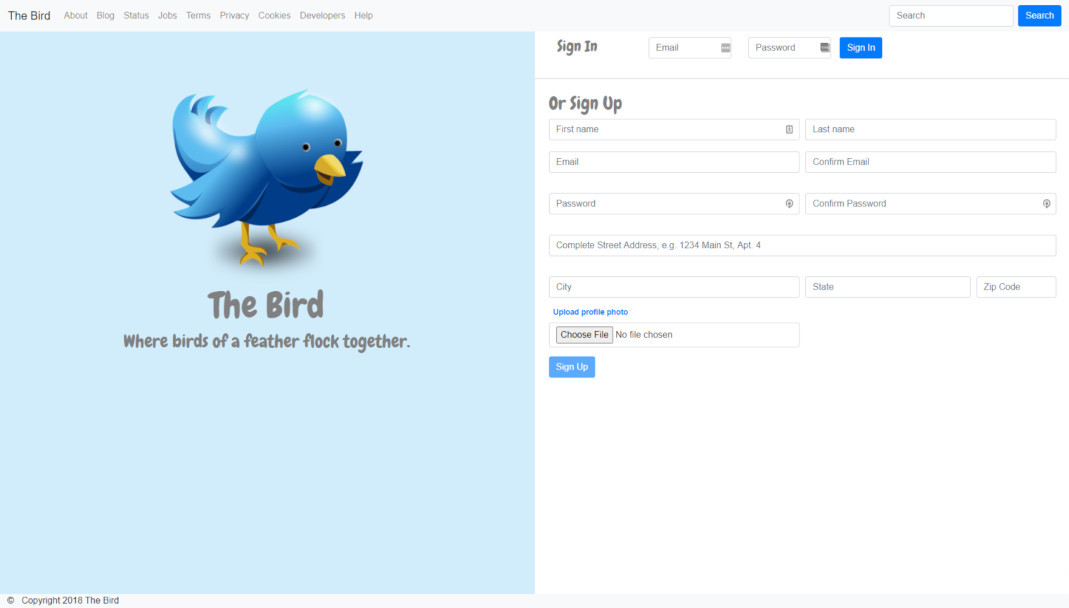 The Bird About Blog Status Jobs Terms Privacy Cookies Developers Help Search Search
Sign In Email Password Sign In
Or Sign Up
First name Last name
Email Confirm Email
Password Confirm Password
Complete Street Address, e.g. 1234 Main St, Apt. 4
City State Zip Code
Upload profile photo
Choose File No file chosen
Sign Up
The Bird
Where birds of a feather flock together.
© Copyright 2018 The Bird